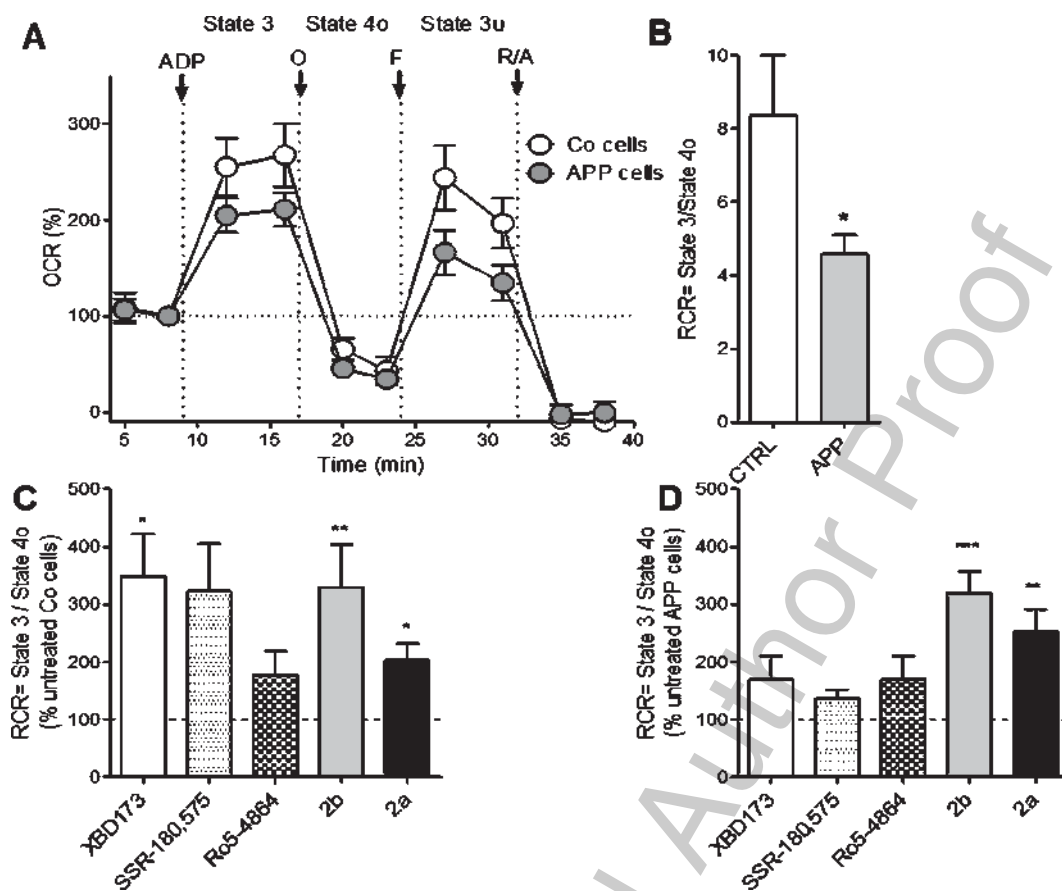 A
State 3 State 4o State 3u
ADP O F R/A
OCR (%)
300
200
100
0
Co cells
APP cells
5 10 15 20 25 30 35 40
Time (min)
B
RCR= State 3/State 4o
10
8
6
4
2
0
*
CTRL APP
C
RCR= State 3 / State 4o
(% untreated Co cells)
500
400
300
200
100
0
* ** *
XBD173 SSR-180,575 Ro5-4864 2b 2a
D
RCR= State 3 / State 4o
(% untreated APP cells)
500
400
300
200
100
0
*** **
XBD173 SSR-180,575 Ro5-4864 2b 2a
Author Proof